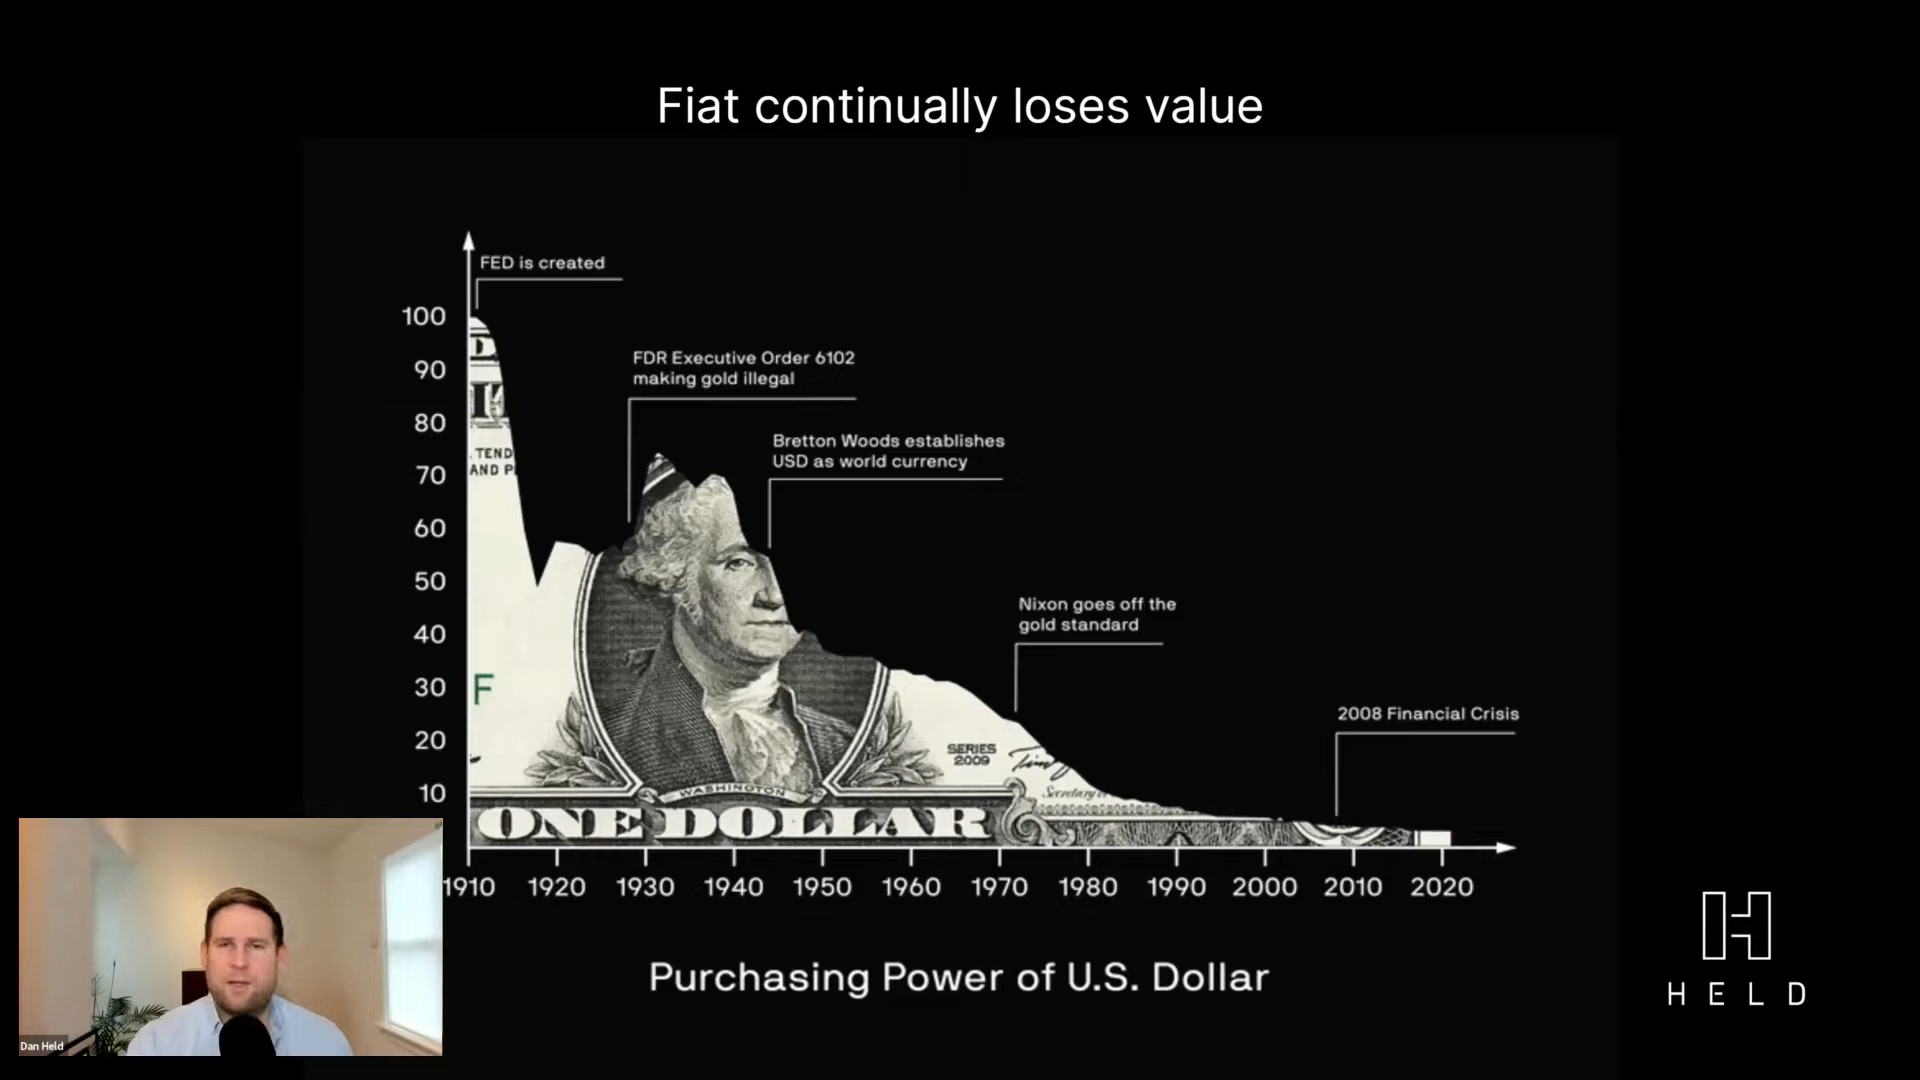 Fiat continually loses value
FED is created
100
90
80
70
60
50
40
30
20
10
FDR Executive Order 6102
making gold illegal
Bretton Woods establishes
USD as world currency
Nixon goes off the
gold standard
2008 Financial Crisis
TEND
AND P
F
SERIES
2009
WASHINGTON
Secretary o
ONE DOLLAR
1910 1920 1930 1940 1950 1960 1970 1980 1990 2000 2010 2020
Purchasing Power of U.S. Dollar
H
HELD
Dan Held